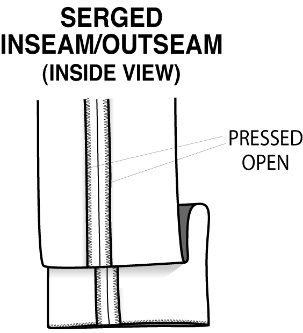 SERGED
INSEAM/OUTSEAM
(INSIDE VIEW)
PRESSED
OPEN